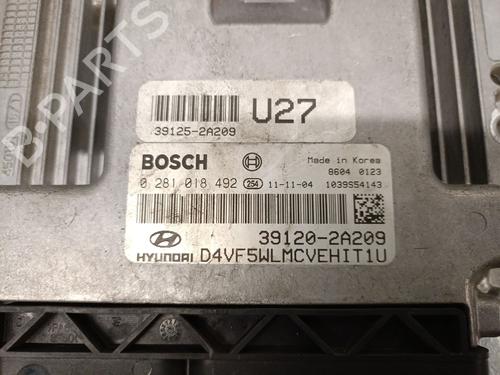 B-PARTS
U27
39125-2A209
BOSCH
Made in Korea
8604 0123
0 281 018 492 254 11-11-04 1039S54143
39120-2A209
HYUNDAI D4VF5WLMCVEHIT1U